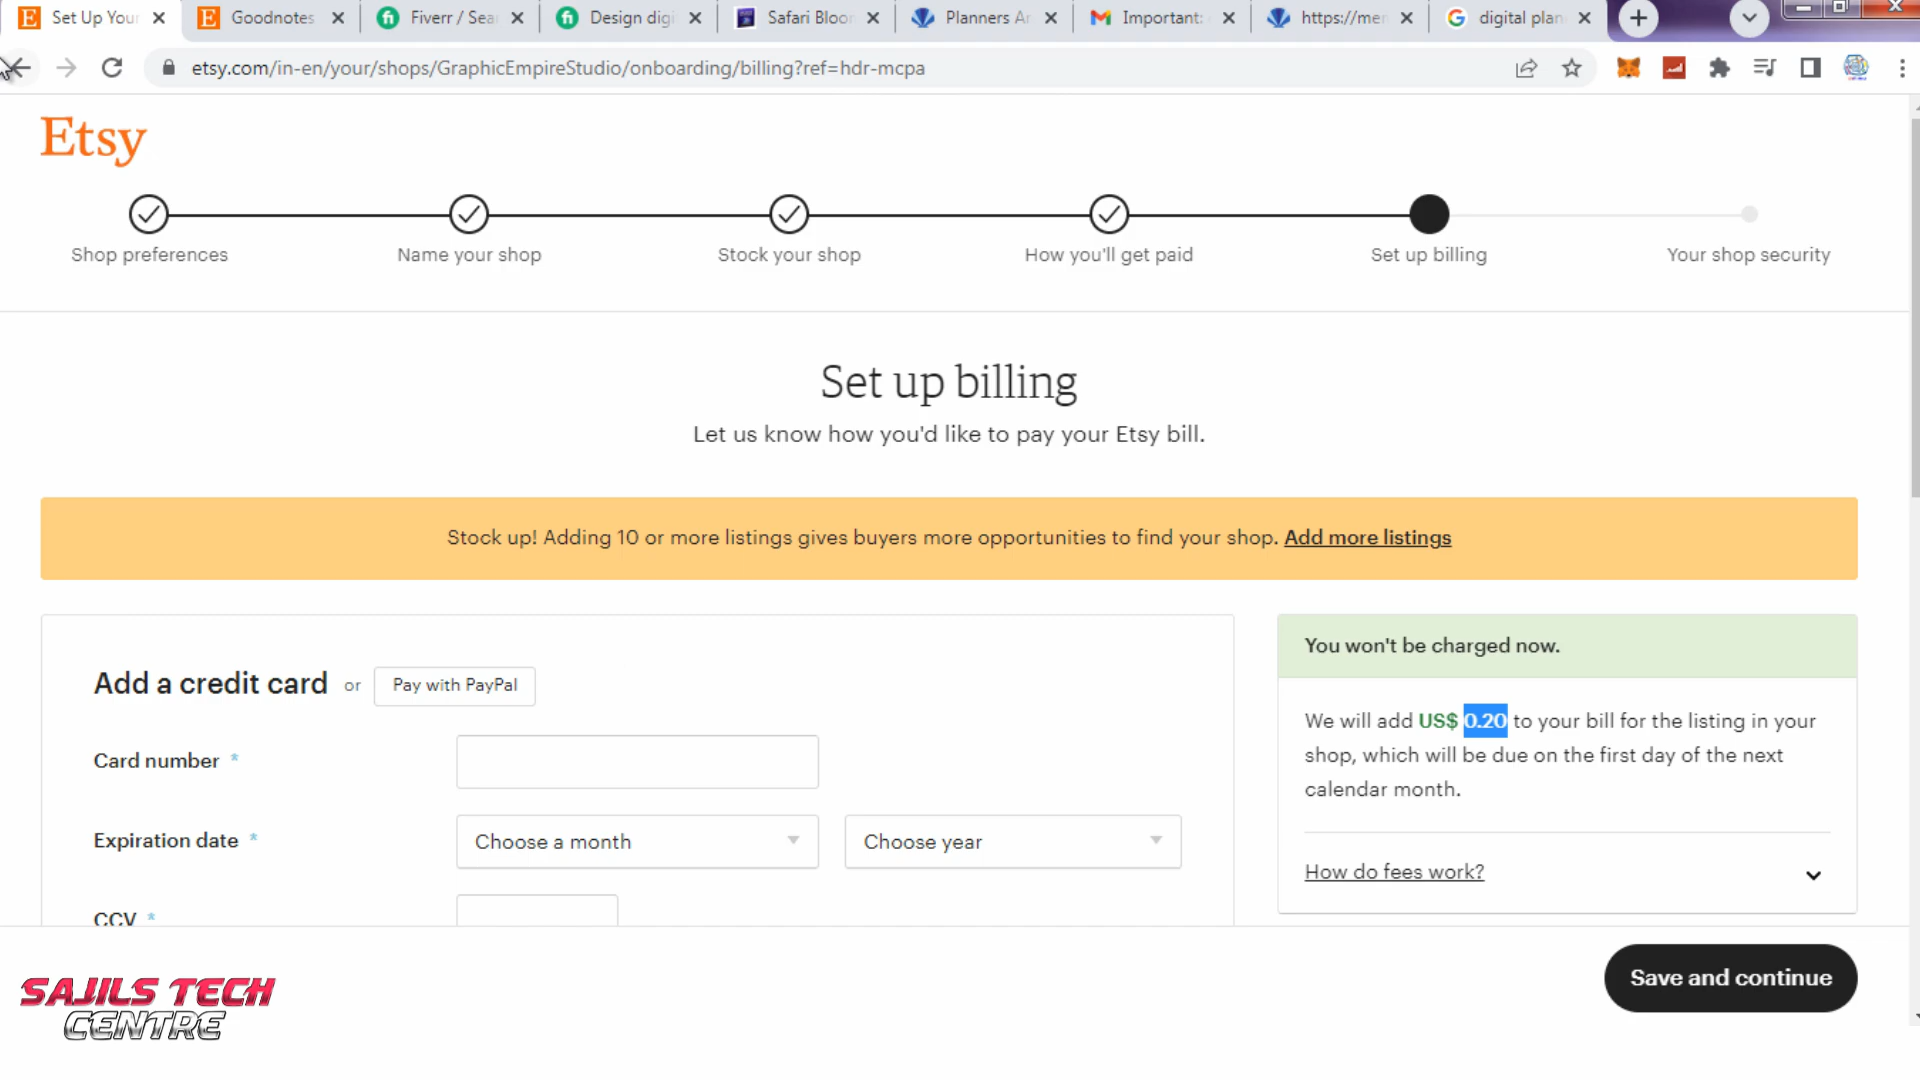 Set Up Your
Goodnotes
Fiverr / Sea
Design digi
Safari Bloo
Planners Ar
Important:
https://me
digital plan
etsy.com/in-en/your/shops/GraphicEmpireStudio/onboarding/billing?ref=hdr-mcpa
Etsy
Shop preferences
Name your shop
Stock your shop
How you'll get paid
Set up billing
Your shop security
Set up billing
Let us know how you'd like to pay your Etsy bill.
Stock up! Adding 10 or more listings gives buyers more opportunities to find your shop. Add more listings
Add a credit card or Pay with PayPal
Card number *
Expiration date *
Choose a month
Choose year
CCV *
You won't be charged now.
We will add US$ 0.20 to your bill for the listing in your
shop, which will be due on the first day of the next
calendar month.
How do fees work?
Save and continue
SAJILS TECH
CENTRE